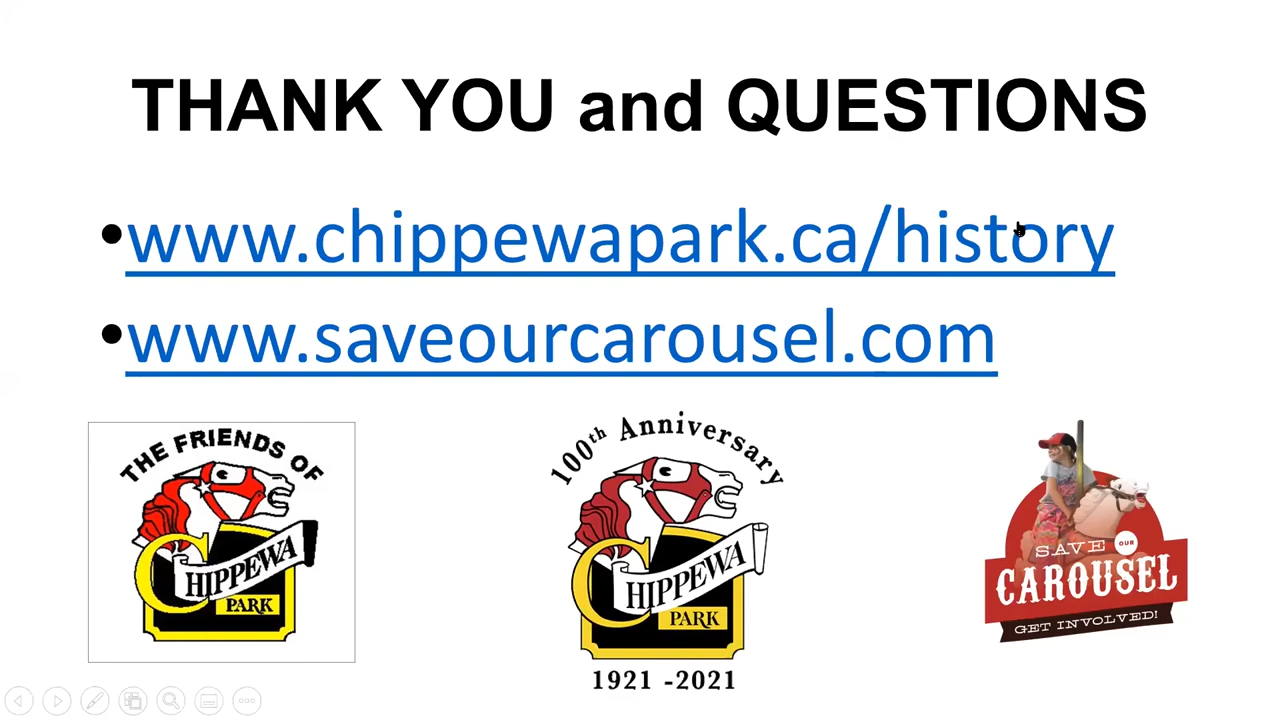 THANK YOU and QUESTIONS
•www.chippewapark.ca/history
•www.saveourcarousel.com
THE FRIENDS OF
CHIPPEWA
PARK
100th Anniversary
CHIPPEWA
PARK
1921 -2021
SAVE OUR
CAROUSEL
GET INVOLVED!